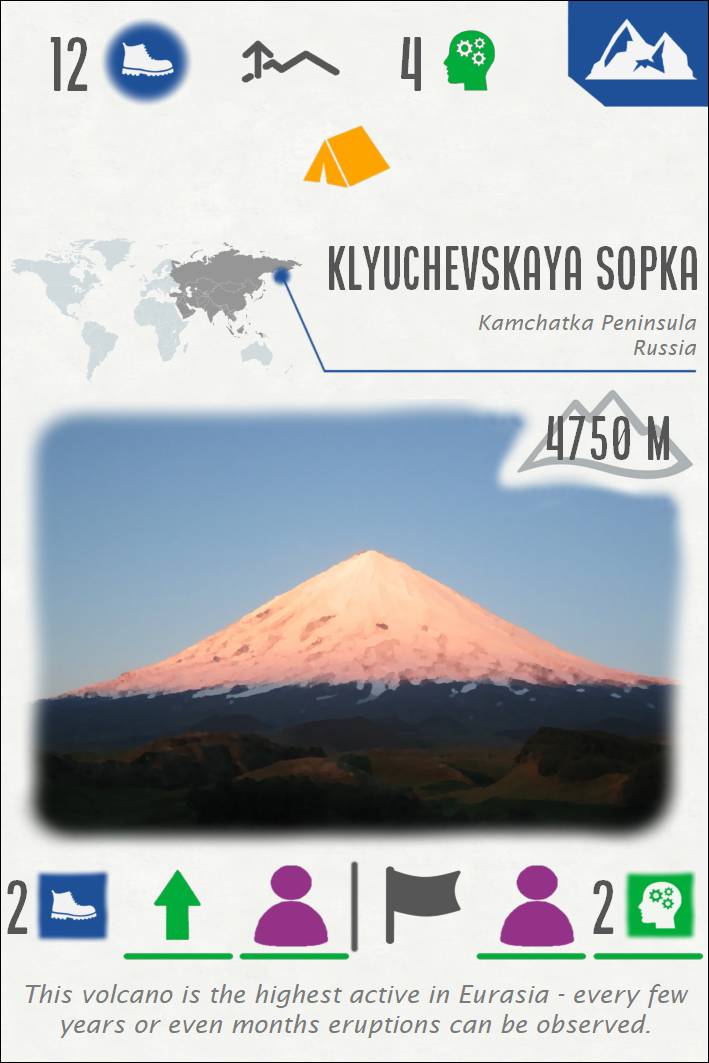 12
4
KLYUCHEVSKAYA SOPKA
Kamchatka Peninsula
Russia
4750 M
2
2
This volcano is the highest active in Eurasia - every few
years or even months eruptions can be observed.